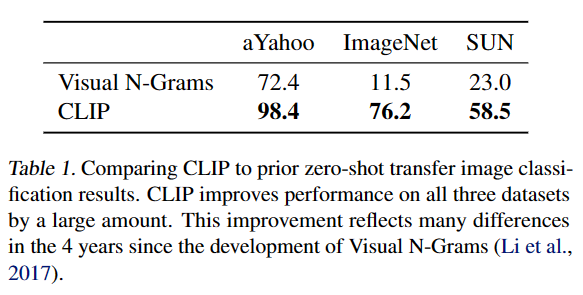 aYahoo ImageNet SUN
Visual N-Grams 72.4 11.5 23.0
CLIP 98.4 76.2 58.5
Table 1. Comparing CLIP to prior zero-shot transfer image classi-
fication results. CLIP improves performance on all three datasets
by a large amount. This improvement reflects many differences
in the 4 years since the development of Visual N-Grams (Li et al.,
2017).